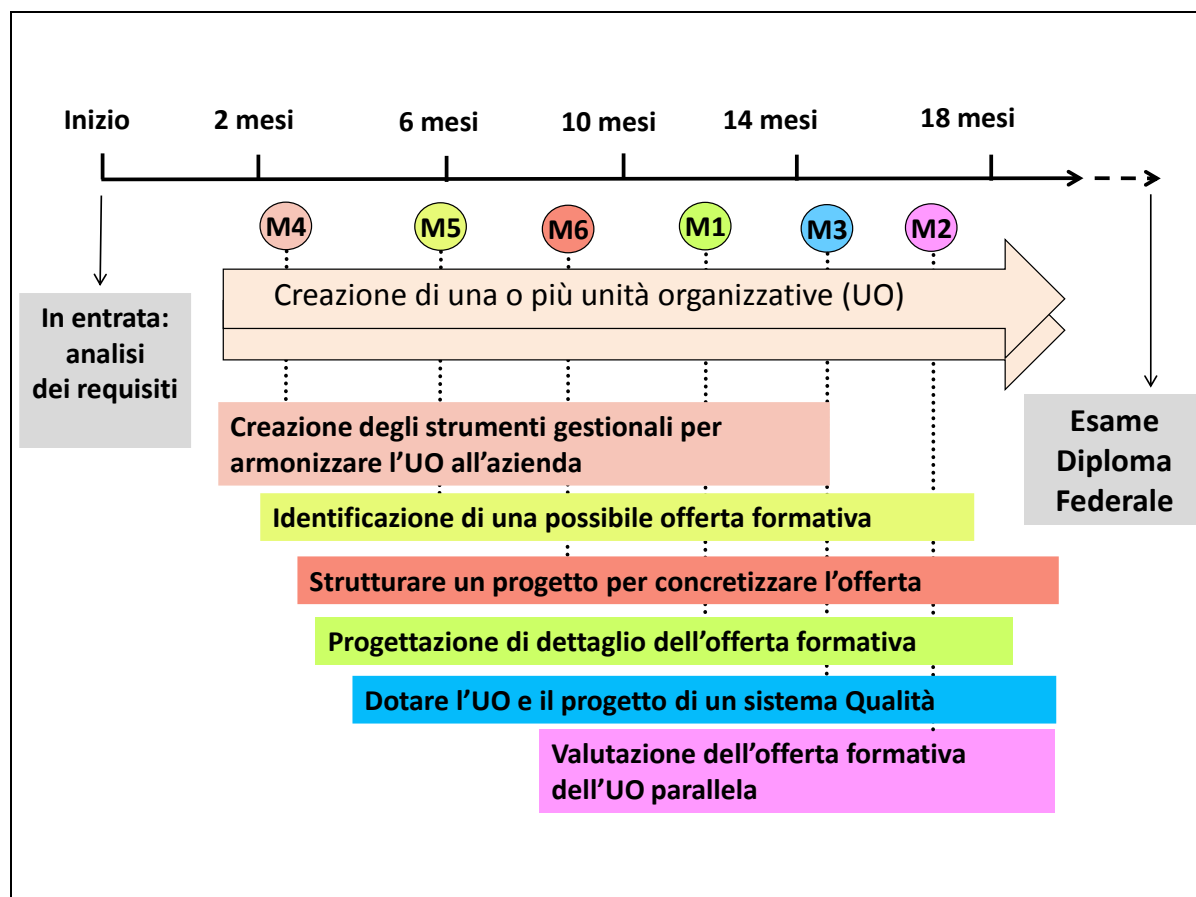 Inizio
2 mesi
6 mesi
10 mesi
14 mesi
18 mesi
M4
M5
M6
M1
M3
M2
Creazione di una o più unità organizzative (UO)
In entrata:
analisi
dei requisiti
Creazione degli strumenti gestionali per
armonizzare l’UO all’azienda
Esame
Diploma
Federale
Identificazione di una possibile offerta formativa
Strutturare un progetto per concretizzare l’offerta
Progettazione di dettaglio dell’offerta formativa
Dotare l’UO e il progetto di un sistema Qualità
Valutazione dell’offerta formativa
dell’UO parallela